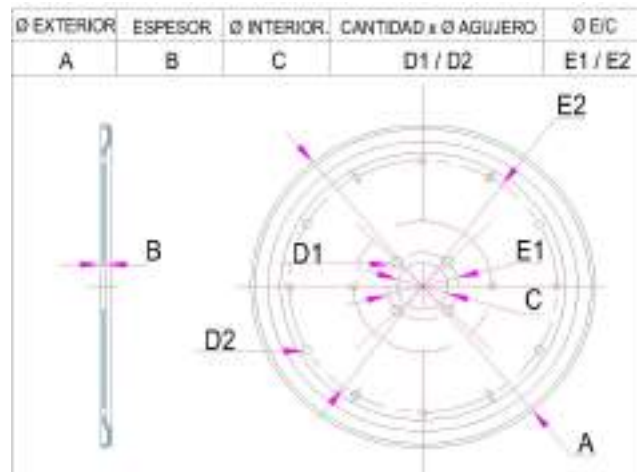 Ø EXTERIOR ESPESOR Ø INTERIOR. CANTIDAD x Ø AGUJERO Ø E/C
A B C D1 / D2 E1 / E2
E2
B
D1
E1
C
D2
A